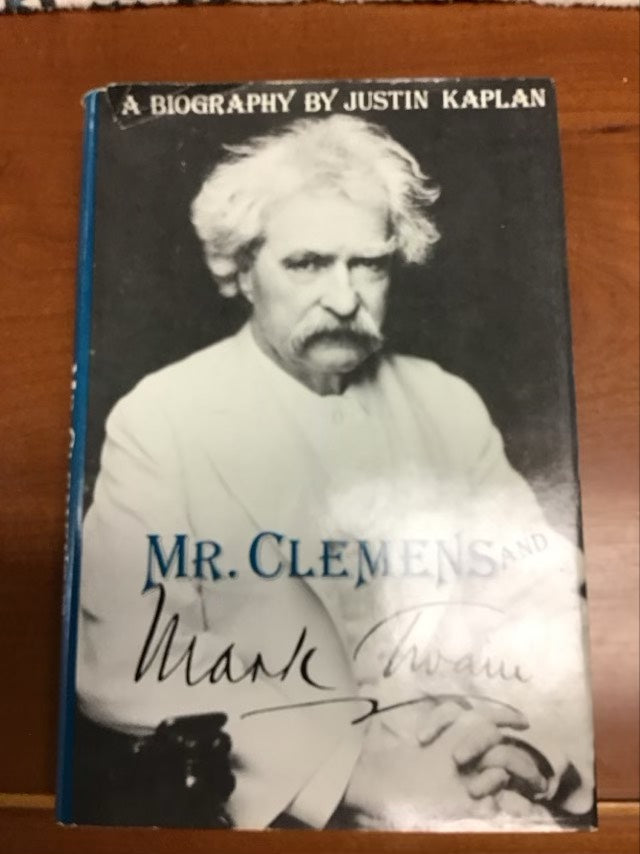 A BIOGRAPHY BY JUSTIN KAPLAN
MR. CLEMENS AND
Mark Twain